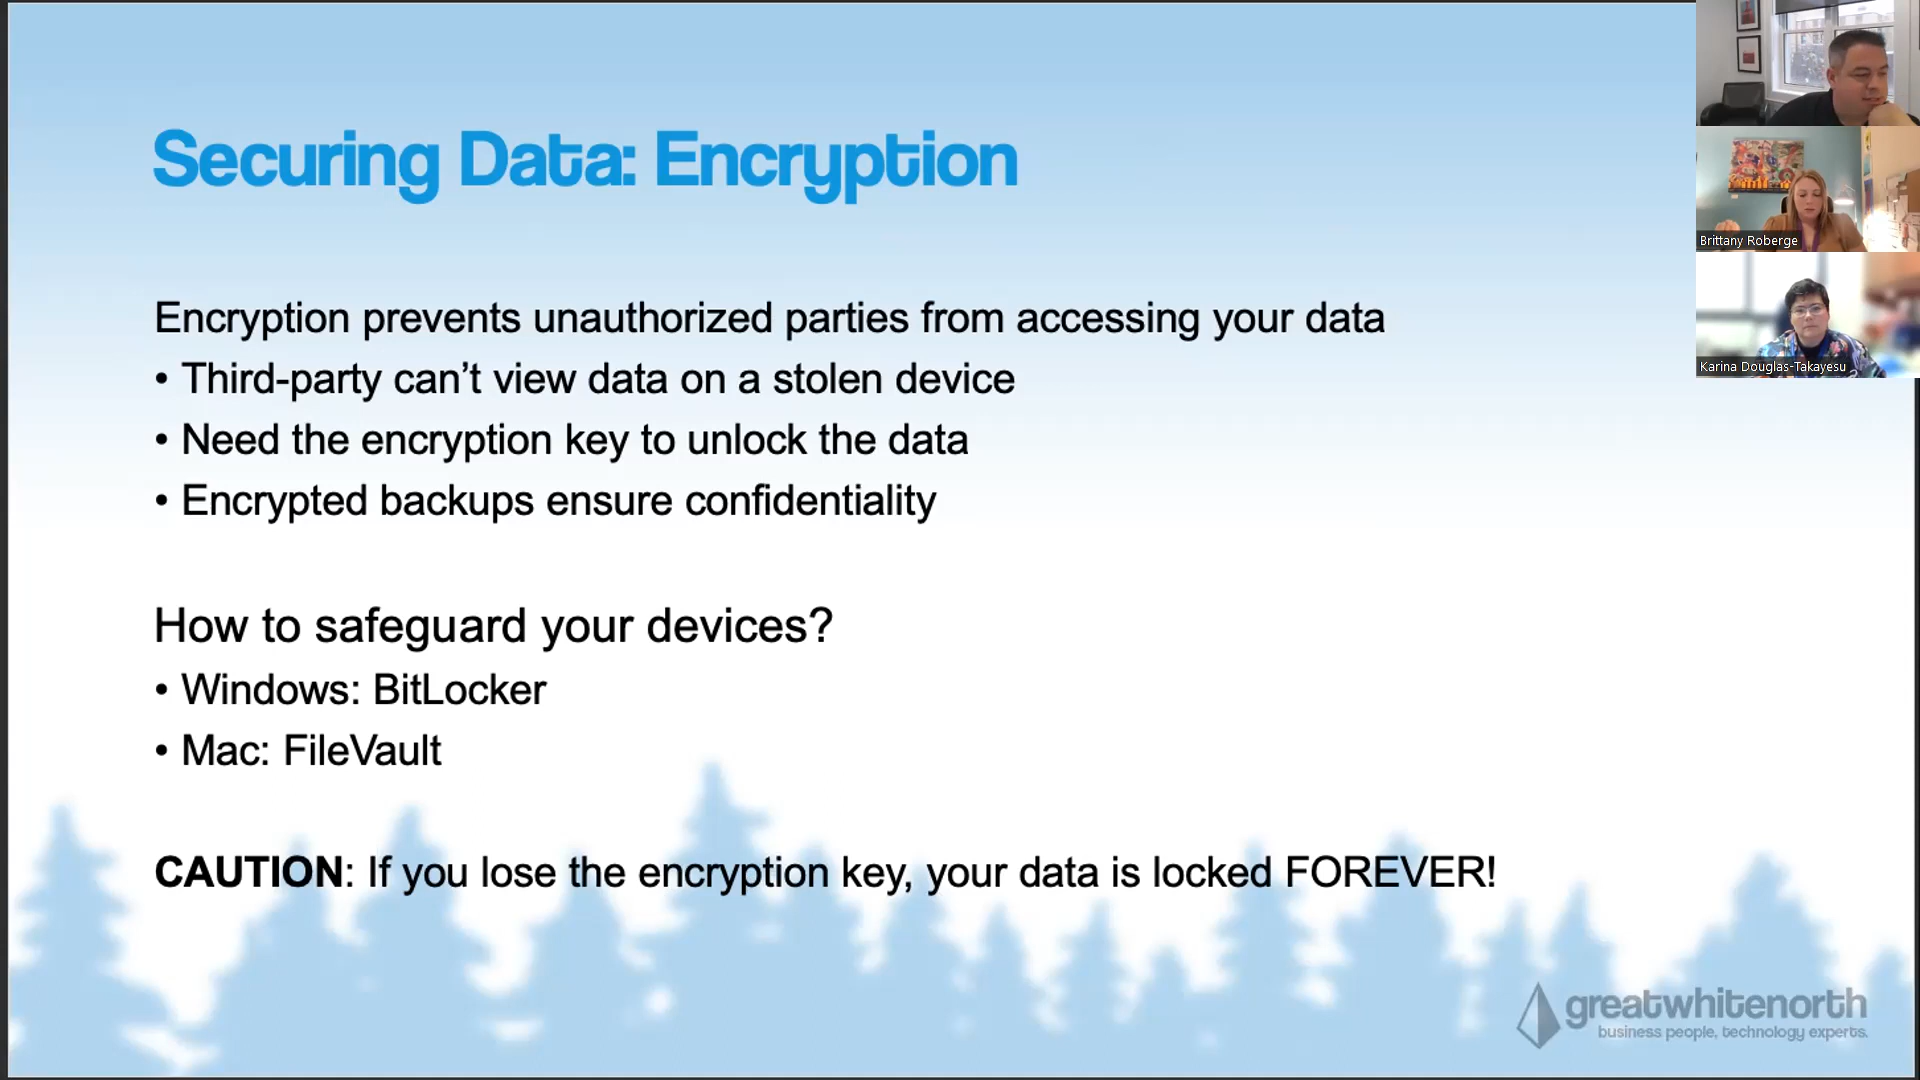 Securing Data: Encryption
Encryption prevents unauthorized parties from accessing your data
• Third-party can’t view data on a stolen device
• Need the encryption key to unlock the data
• Encrypted backups ensure confidentiality
How to safeguard your devices?
• Windows: BitLocker
• Mac: FileVault
CAUTION: If you lose the encryption key, your data is locked FOREVER!
greatwhitenorth
business people, technology experts.
Brittany Roberge
Karina Douglas-Takayesu